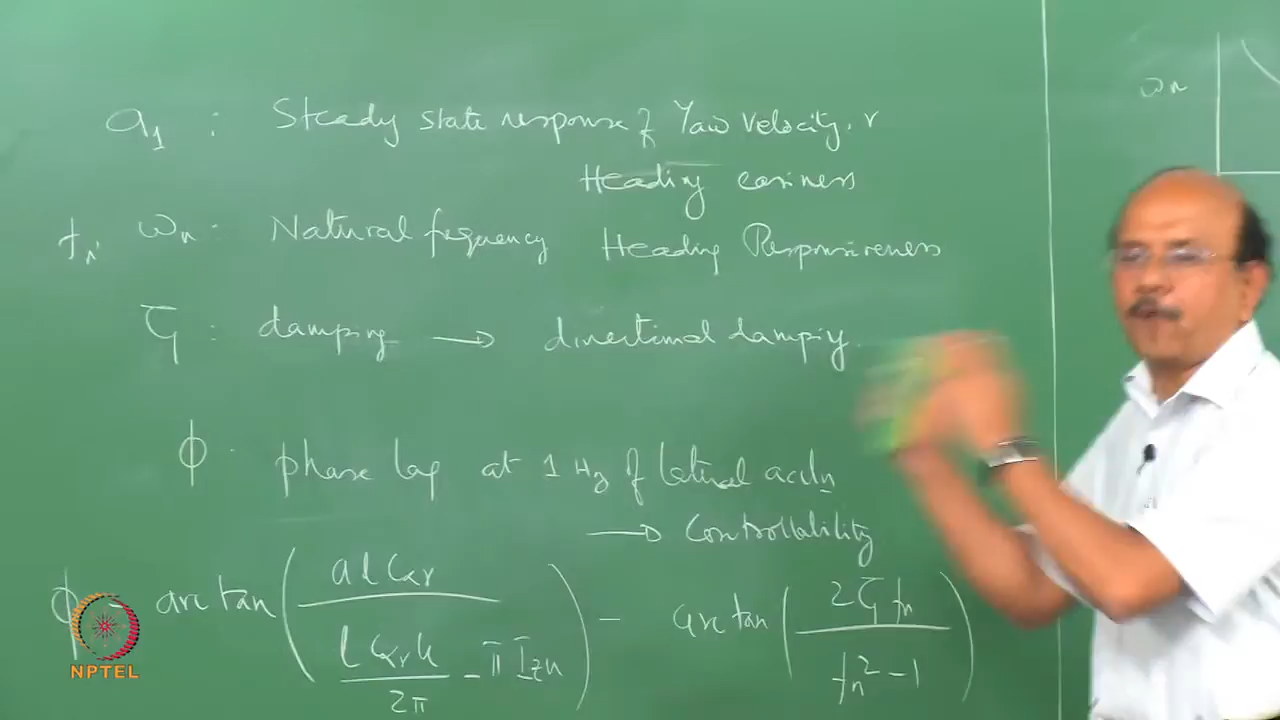 a₁ : Steady state response of Yaw velocity, r
Heading easiness
fₙ, ωₙ : Natural frequency Heading Responsiveness
ζ : damping → directional damping.
ϕ : phase lag at 1 Hz of lateral accln
→ Controllability
ϕ = arc tan ( a l Cαr / ( l Cαr u / 2π - π Iz u ) ) - arc tan ( 2 ζ fₙ / ( fₙ² - 1 ) )
ωₙ
NPTEL